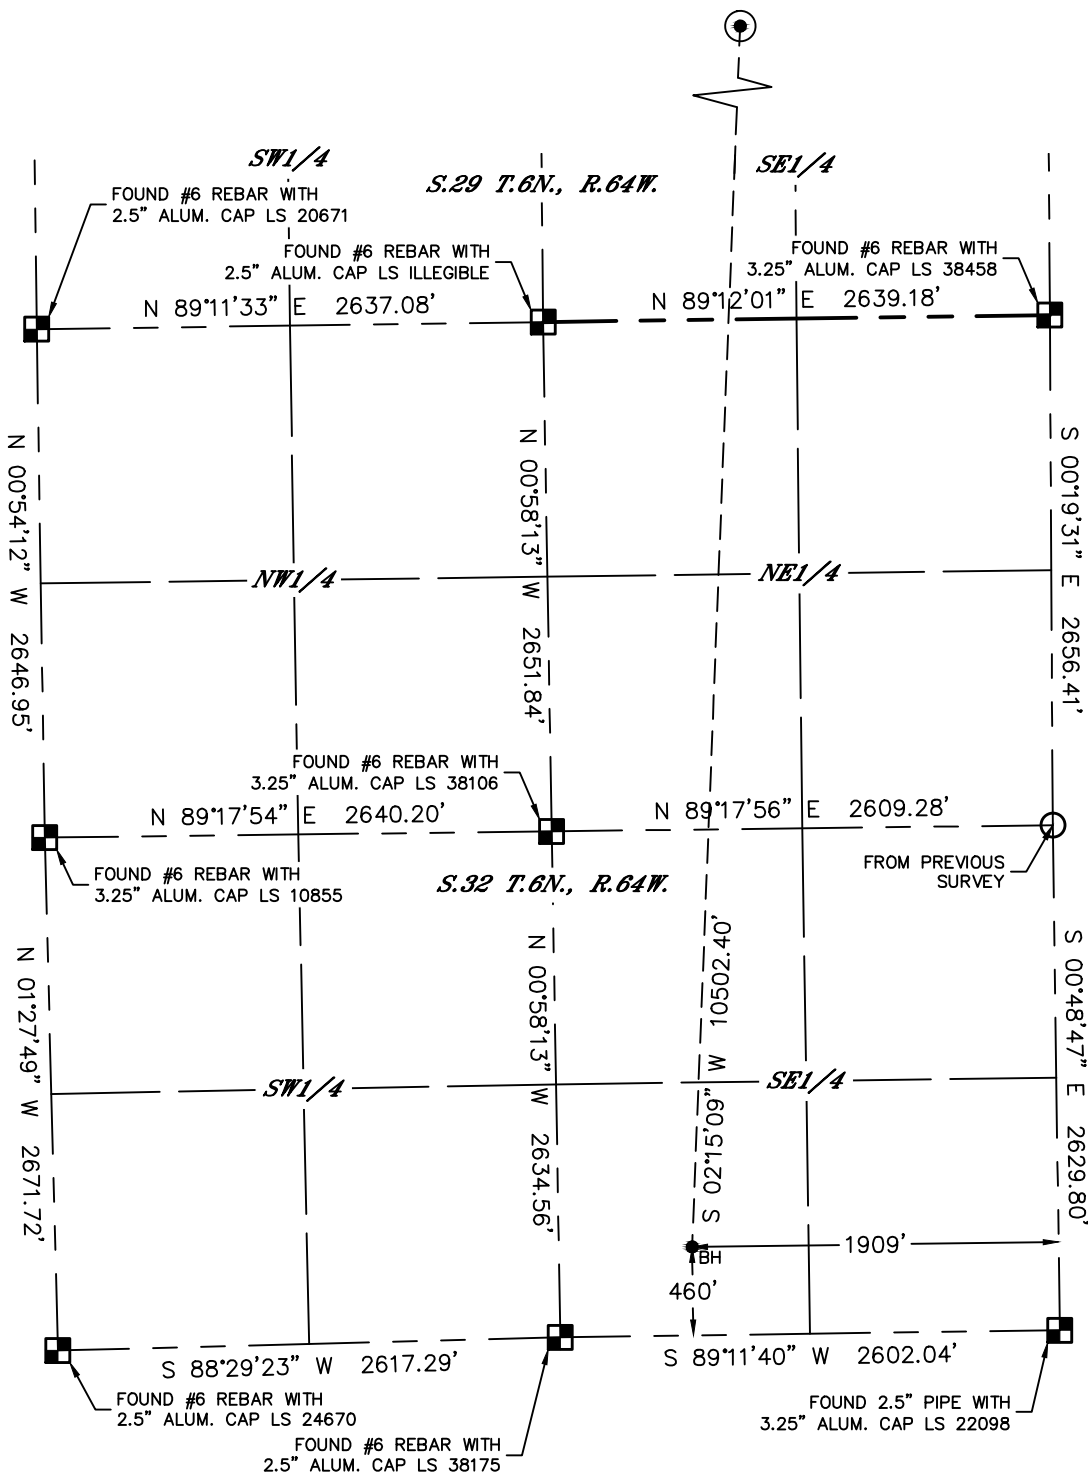 SW1/4
SE1/4
S.29 T.6N., R.64W.
FOUND #6 REBAR WITH
2.5" ALUM. CAP LS 20671
FOUND #6 REBAR WITH
2.5" ALUM. CAP LS ILLEGIBLE
FOUND #6 REBAR WITH
3.25" ALUM. CAP LS 38458
N 89°11'33" E 2637.08'
N 89°12'01" E 2639.18'
N 00°54'12" W 2646.95'
N 00°58'13" W 2651.84'
S 00°19'31" E 2656.41'
NW1/4
NE1/4
FOUND #6 REBAR WITH
3.25" ALUM. CAP LS 38106
N 89°17'54" E 2640.20'
N 89°17'56" E 2609.28'
FOUND #6 REBAR WITH
3.25" ALUM. CAP LS 10855
S.32 T.6N., R.64W.
FROM PREVIOUS
SURVEY
N 01°27'49" W 2671.72'
N 00°58'13" W 2634.56'
S 02°15'09" W 10502.40'
S 00°48'47" E 2629.80'
SW1/4
SE1/4
BH
1909'
460'
S 88°29'23" W 2617.29'
S 89°11'40" W 2602.04'
FOUND #6 REBAR WITH
2.5" ALUM. CAP LS 24670
FOUND #6 REBAR WITH
2.5" ALUM. CAP LS 38175
FOUND 2.5" PIPE WITH
3.25" ALUM. CAP LS 22098